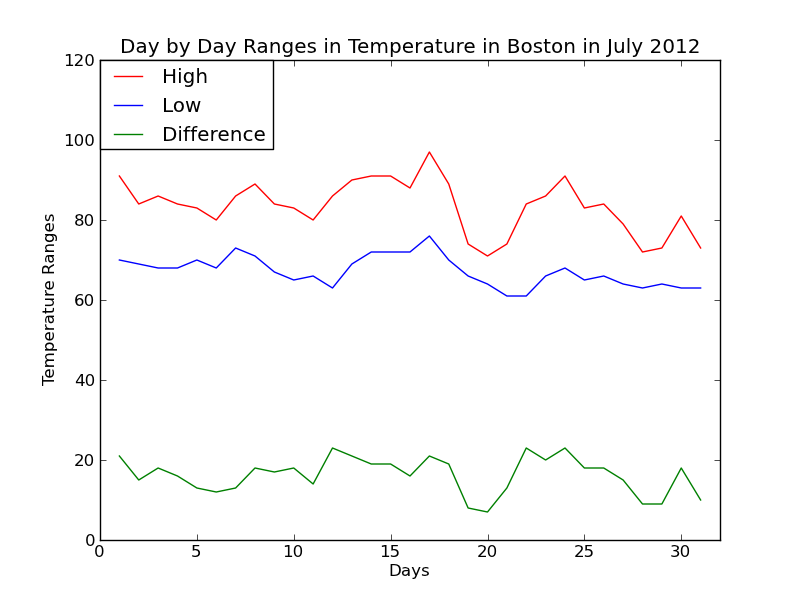 Day by Day Ranges in Temperature in Boston in July 2012
120
High
Low
Difference
100
80
60
40
20
0
Temperature Ranges
0 5 10 15 20 25 30
Days